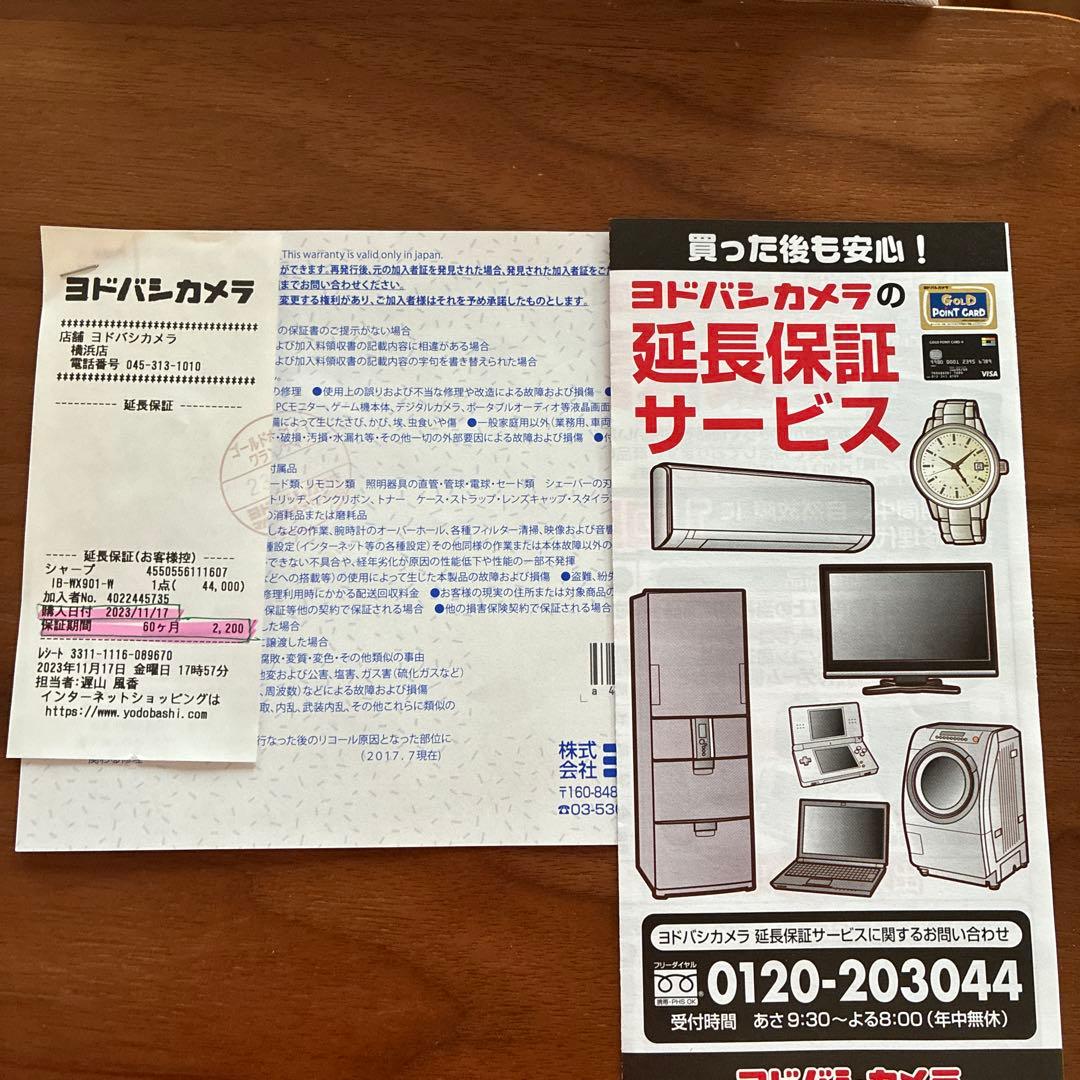 ヨドバシカメラ
店舗 ヨドバシカメラ
横浜店
電話番号 045-313-1010
延長保証
延長保証(お客様控)
シャープ 4550556111607
IB-WX901-W 1点( 44,000)
加入者No. 4022445735
購入日付 2023/11/17
保証期間 60ヶ月 2,200
レシート 3311-1116-089670
2023年11月17日 金曜日 17時57分
担当者:遅山 風香
インターネットショッピングは
https://www.yodobashi.com
This warranty is valid only in japan.
ができます。再発行後、元の加入者証を発見された場合、発見された加入者証をご
までお問い合わせください。
変更する権利があり、ご加入者様はそれを予め承諾したものとします。
の保証書のご提示がない場合
よび加入料領収書の記載内容に相違がある場合
よび加入料領収書の記載内容の字句を書き替えられた場合
の修理 ●使用上の誤りおよび不当な修理や改造による故障および損傷
PCモニター、ゲーム機本体、デジタルカメラ、ポータブルオーディオ等液晶画面
によって生じたさび、かび、埃、虫食いや傷 ●一般家庭用以外(業務用、車両
・破損・汚損・水漏れ等・その他一切の外部要因による故障および損傷
付属品
ード類、リモコン類 照明器具の直管・管球・電球・セード類 シェーバーの刃
トリッヂ、インクリボン、トナー ケース・ストラップ・レンズキャップ・スタイラ
の消耗品または磨耗品
しなどの作業、腕時計のオーバーホール、各種フィルター清掃、映像および音響
種設定(インターネット等の各種設定)その他同様の作業または本体故障以外の
できない不具合や、経年劣化が原因の性能低下や性能の一部不発揮
などへの搭載等)の使用によって生じた本製品の故障および損傷 ●盗難、紛失
修理利用時にかかる配送回収料金 ●お客様の現実の住所または対象商品の
保証等他の契約で保証される場合 ●他の損害保険契約で保証される場合
した場合
に譲渡した場合
腐敗・変質・変色・その他類似の事由
地変および公害、塩害、ガス害(硫化ガスなど)
、周波数)などによる故障および損傷
取、内乱、武装内乱、その他これらに類似の
行なった後のリコール原因となった部位に
関わる修理
(2017.7現在)
株式
会社
〒160-848
☎03-53
買った後も安心!
ヨドバシカメラの
延長保証
サービス
GOLD
POINT CARD
VISA
ヨドバシカメラ 延長保証サービスに関するお問い合わせ
フリーダイヤル
携帯・PHS OK
0120-203044
受付時間 あさ9:30〜よる8:00(年中無休)
ヨドバシカメラ